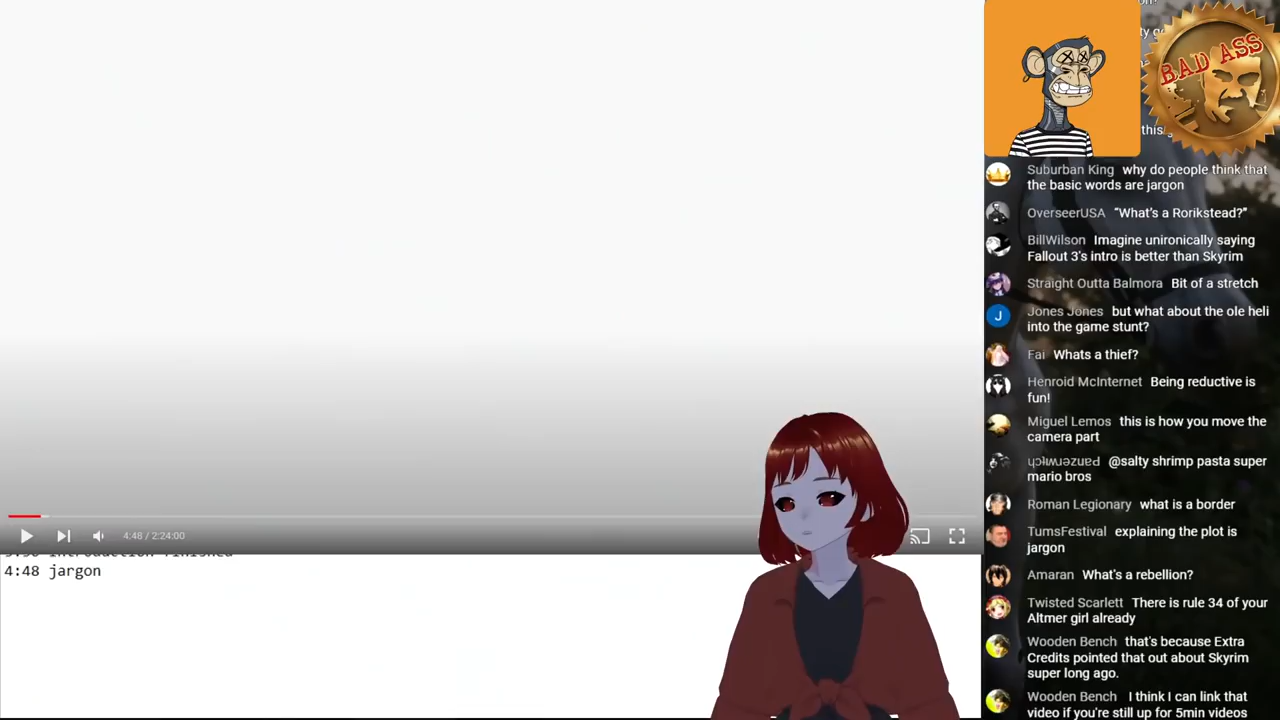 4:48 / 2:24:00
4:48 jargon
BAD ASS
Suburban King why do people think that
the basic words are jargon
OverseerUSA “What's a Rorikstead?”
BillWilson Imagine unironically saying
Fallout 3's intro is better than Skyrim
Straight Outta Balmora Bit of a stretch
J
Jones Jones but what about the ole heli
into the game stunt?
Fai Whats a thief?
Henroid McInternet Being reductive is
fun!
Miguel Lemos this is how you move the
camera part
@salty shrimp pasta super
mario bros
Roman Legionary what is a border
TumsFestival explaining the plot is
jargon
Amaran What's a rebellion?
Twisted Scarlett There is rule 34 of your
Altmer girl already
Wooden Bench that's because Extra
Credits pointed that out about Skyrim
super long ago.
Wooden Bench I think I can link that
video if you're still up for 5min videos